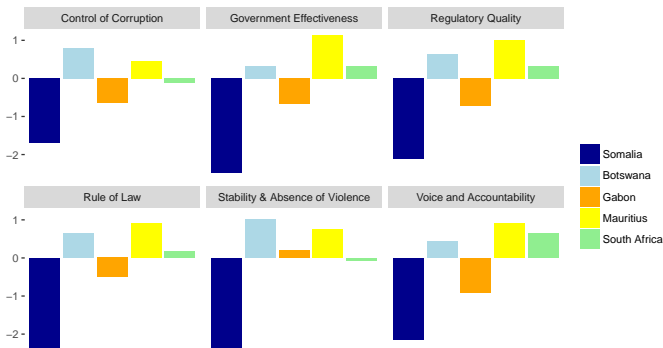 Control of Corruption
Government Effectiveness
Regulatory Quality
1
0
−1
−2
Rule of Law
Stability & Absence of Violence
Voice and Accountability
1
0
−1
−2
Somalia
Botswana
Gabon
Mauritius
South Africa